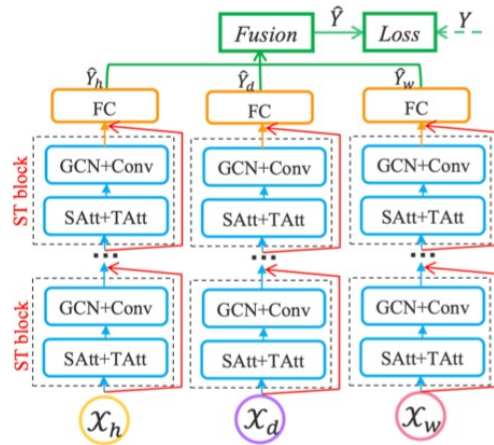 Fusion Ŷ Loss Y
Ŷh Ŷd Ŷw
FC FC FC
ST block
GCN+Conv GCN+Conv GCN+Conv
SAtt+TAtt SAtt+TAtt SAtt+TAtt
... ... ...
ST block
GCN+Conv GCN+Conv GCN+Conv
SAtt+TAtt SAtt+TAtt SAtt+TAtt
𝒳h 𝒳d 𝒳w